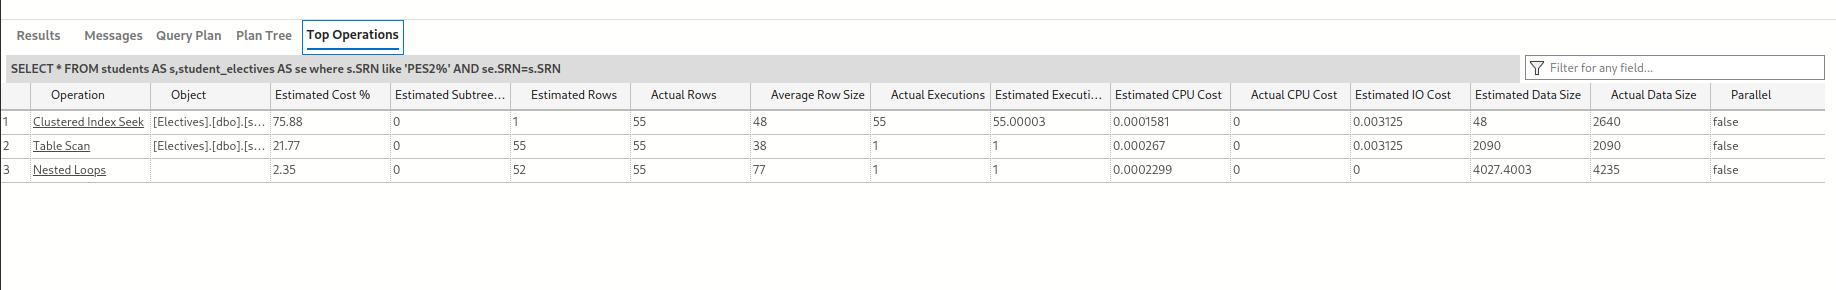 Results Messages Query Plan Plan Tree Top Operations
SELECT * FROM students AS s,student_electives AS se where s.SRN like 'PES2%' AND se.SRN=s.SRN
Filter for any field...
Operation Object Estimated Cost % Estimated Subtree... Estimated Rows Actual Rows Average Row Size Actual Executions Estimated Executi... Estimated CPU Cost Actual CPU Cost Estimated IO Cost Estimated Data Size Actual Data Size Parallel
1 Clustered Index Seek [Electives].[dbo].[s... 75.88 0 1 55 48 55 55.00003 0.0001581 0 0.003125 48 2640 false
2 Table Scan [Electives].[dbo].[s... 21.77 0 55 55 38 1 1 0.000267 0 0.003125 2090 2090 false
3 Nested Loops 2.35 0 52 55 77 1 1 0.0002299 0 0 4027.4003 4235 false